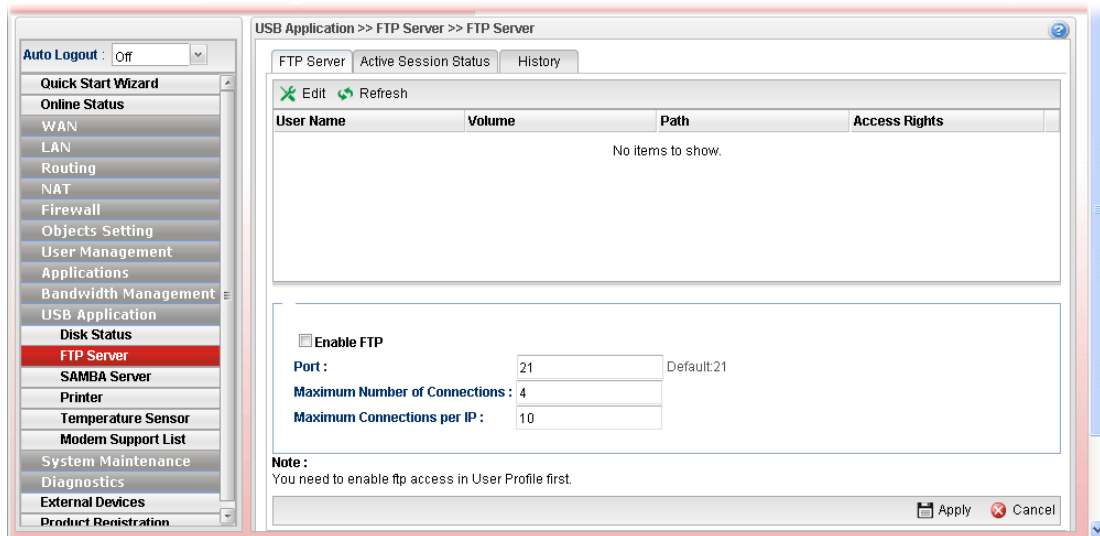 USB Application >> FTP Server >> FTP Server
Auto Logout : Off
Quick Start Wizard
Online Status
WAN
LAN
Routing
NAT
Firewall
Objects Setting
User Management
Applications
Bandwidth Management
USB Application
Disk Status
FTP Server
SAMBA Server
Printer
Temperature Sensor
Modem Support List
System Maintenance
Diagnostics
External Devices
Product Registration
FTP Server Active Session Status History
Edit Refresh
User Name Volume Path Access Rights
No items to show.
Enable FTP
Port : 21 Default:21
Maximum Number of Connections : 4
Maximum Connections per IP : 10
Note :
You need to enable ftp access in User Profile first.
Apply Cancel